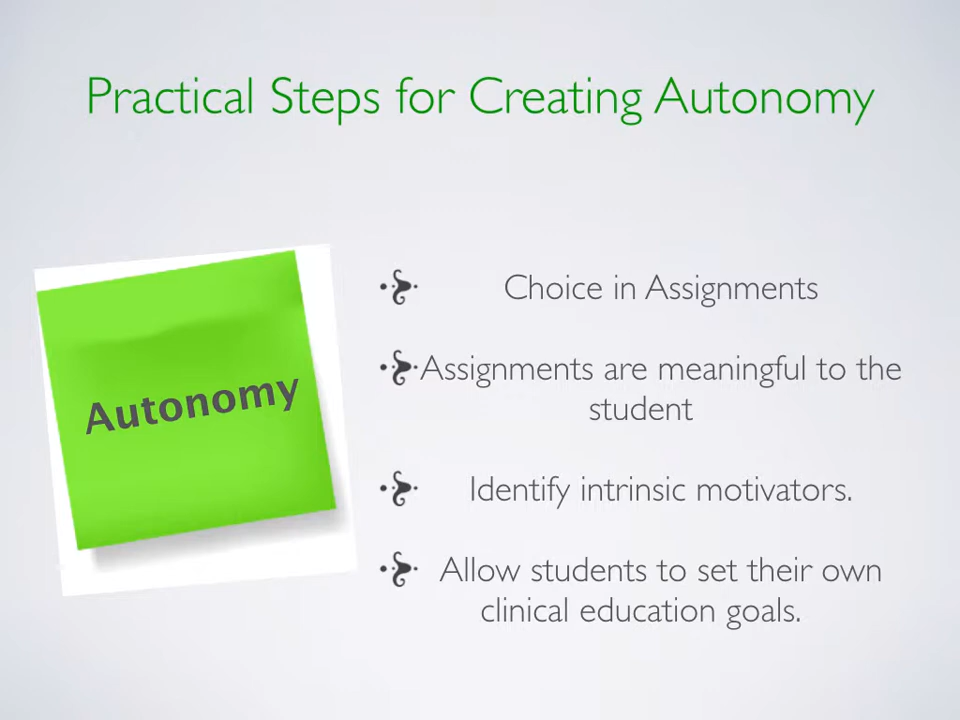 Practical Steps for Creating Autonomy
Autonomy
Choice in Assignments
Assignments are meaningful to the
student
Identify intrinsic motivators.
Allow students to set their own
clinical education goals.